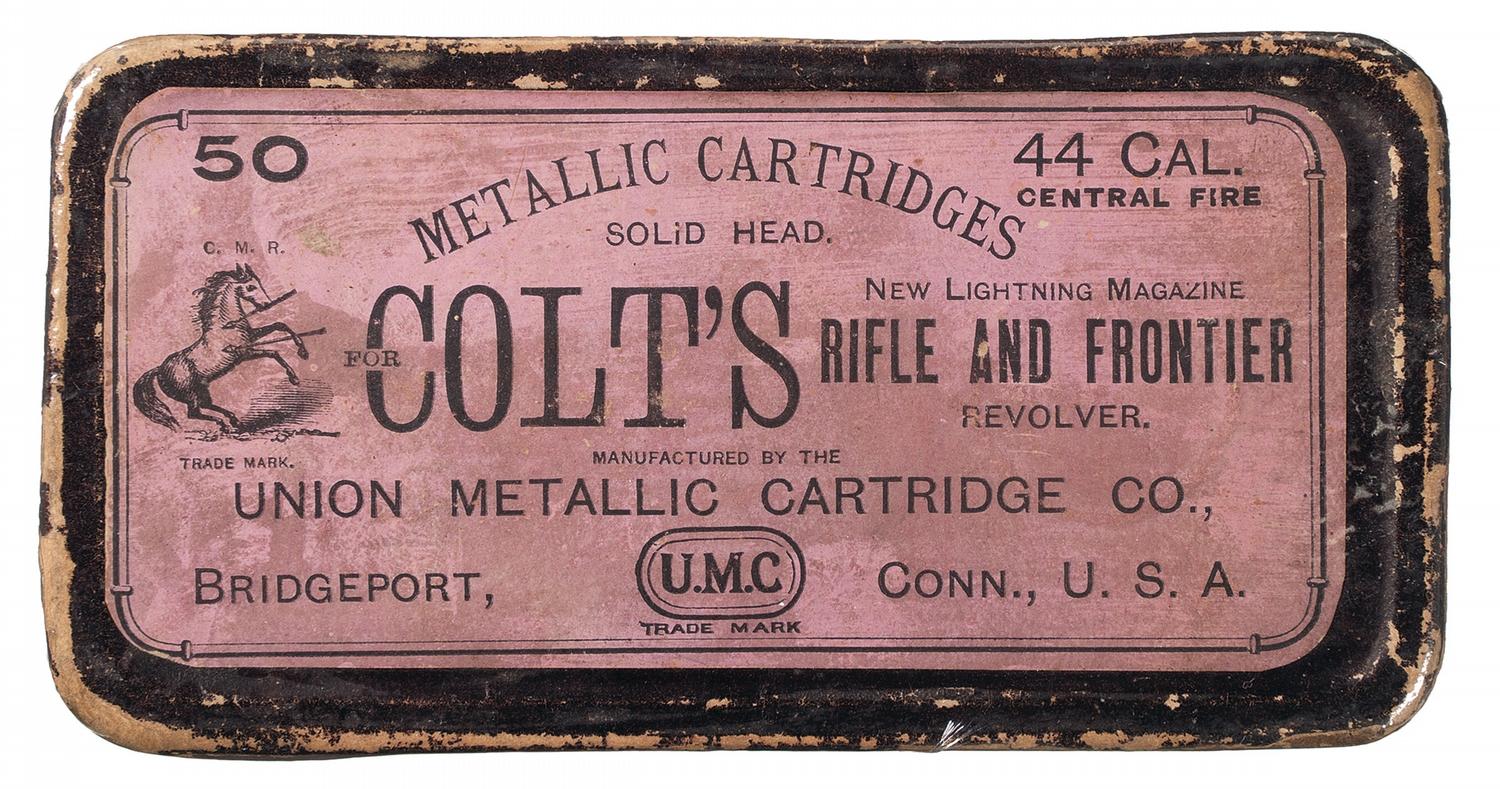 50
METALLIC CARTRIDGES
44 CAL.
CENTRAL FIRE
SOLiD HEAD.
C. M. R.
TRADE MARK.
FOR COLT'S
NEW LIGHTNING MAGAZINE
RIFLE AND FRONTIER
REVOLVER.
MANUFACTURED BY THE
UNION METALLIC CARTRIDGE CO.,
BRIDGEPORT,
U.M.C
TRADE MARK
CONN., U. S. A.